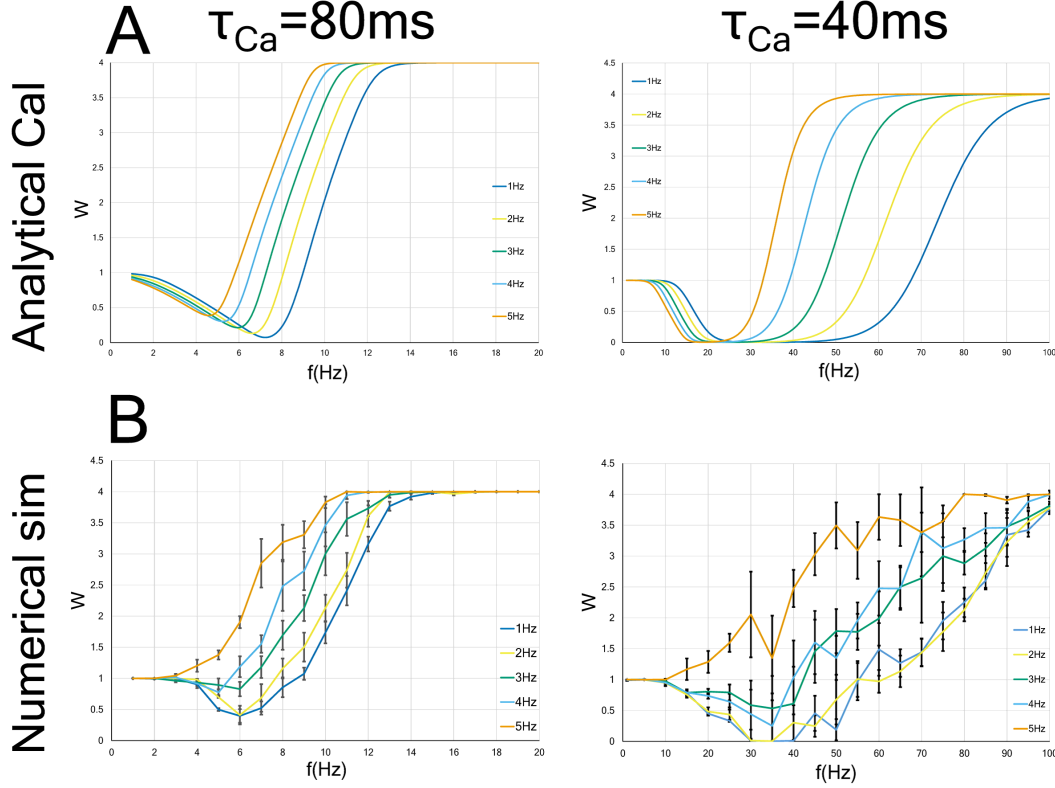 A
τCa=80ms
τCa=40ms
Analytical Cal
W
4
3.5
3
2.5
2
1.5
1
0.5
0
0 2 4 6 8 10 12 14 16 18 20
f(Hz)
1Hz
2Hz
3Hz
4Hz
5Hz
W
4.5
4
3.5
3
2.5
2
1.5
1
0.5
0
0 10 20 30 40 50 60 70 80 90 100
f(Hz)
1Hz
2Hz
3Hz
4Hz
5Hz
B
Numerical sim
W
4.5
4
3.5
3
2.5
2
1.5
1
0.5
0
0 2 4 6 8 10 12 14 16 18 20
f(Hz)
1Hz
2Hz
3Hz
4Hz
5Hz
W
4.5
4
3.5
3
2.5
2
1.5
1
0.5
0
0 10 20 30 40 50 60 70 80 90 100
f(Hz)
1Hz
2Hz
3Hz
4Hz
5Hz